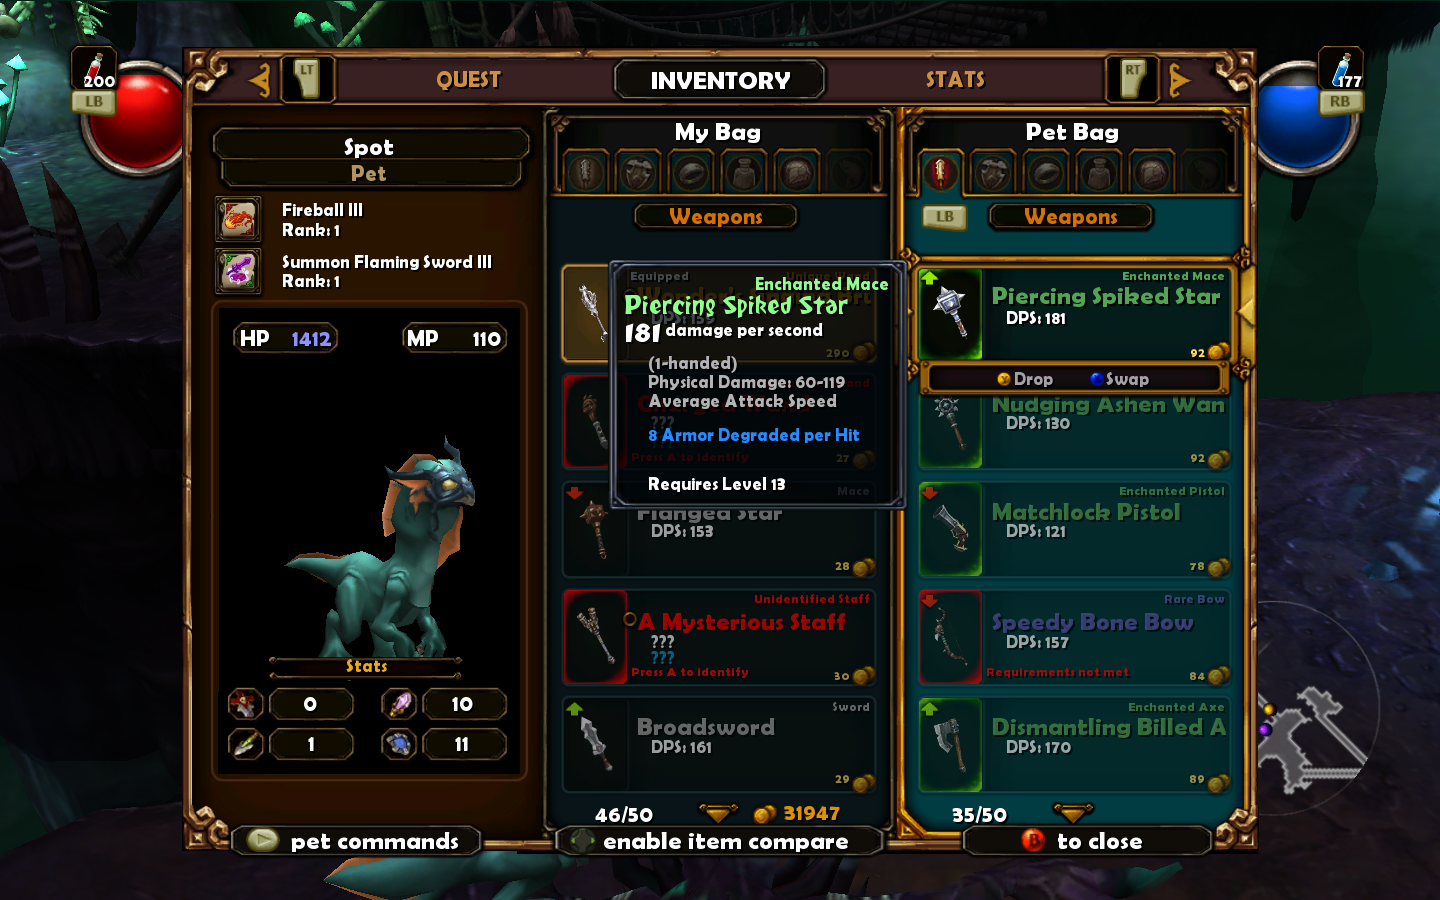 200
LB
LT
QUEST
INVENTORY
STATS
RT
177
RB
Spot
Pet
Fireball III
Rank: 1
Summon Flaming Sword III
Rank: 1
HP 1412
MP 110
Stats
0
10
1
11
pet commands
My Bag
Weapons
Equipped
290
Enchanted Mace
Piercing Spiked Star
181 damage per second
(1-handed)
Physical Damage: 60-119
Average Attack Speed
8 Armor Degraded per Hit
Requires Level 13
???
Press A to identify
27
Mace
Flanged Star
DPS: 153
28
Unidentified Staff
A Mysterious Staff
???
???
Press A to identify
30
Sword
Broadsword
DPS: 161
29
46/50
31947
enable item compare
Pet Bag
LB
Weapons
Enchanted Mace
Piercing Spiked Star
DPS: 181
92
Y Drop
Swap
Nudging Ashen Wan
DPS: 130
92
Enchanted Pistol
Matchlock Pistol
DPS: 121
78
Rare Bow
Speedy Bone Bow
DPS: 157
Requirements not met
84
Enchanted Axe
Dismantling Billed A
DPS: 170
89
35/50
B to close